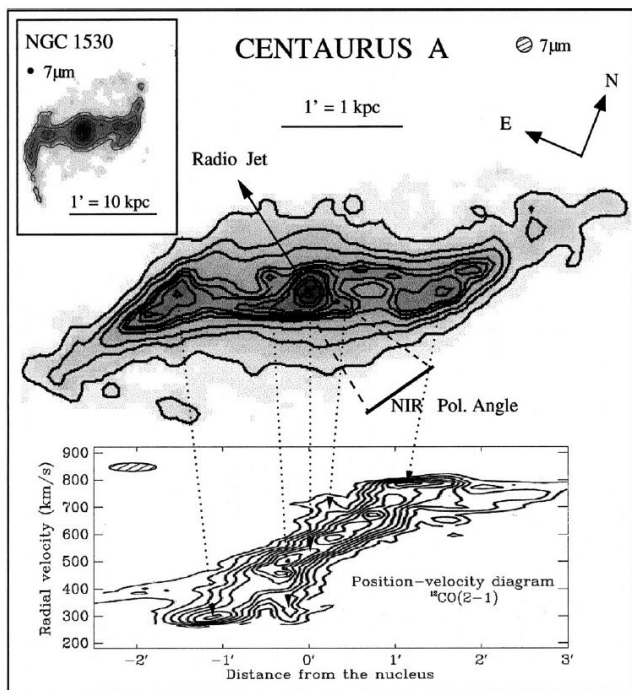 NGC 1530
7μm
1' = 10 kpc
CENTAURUS A
7μm
1' = 1 kpc
N
E
Radio Jet
NIR Pol. Angle
Radial velocity (km/s)
900
800
700
600
500
400
300
200
Position-velocity diagram
¹²CO(2-1)
-2' -1' 0' 1' 2' 3'
Distance from the nucleus